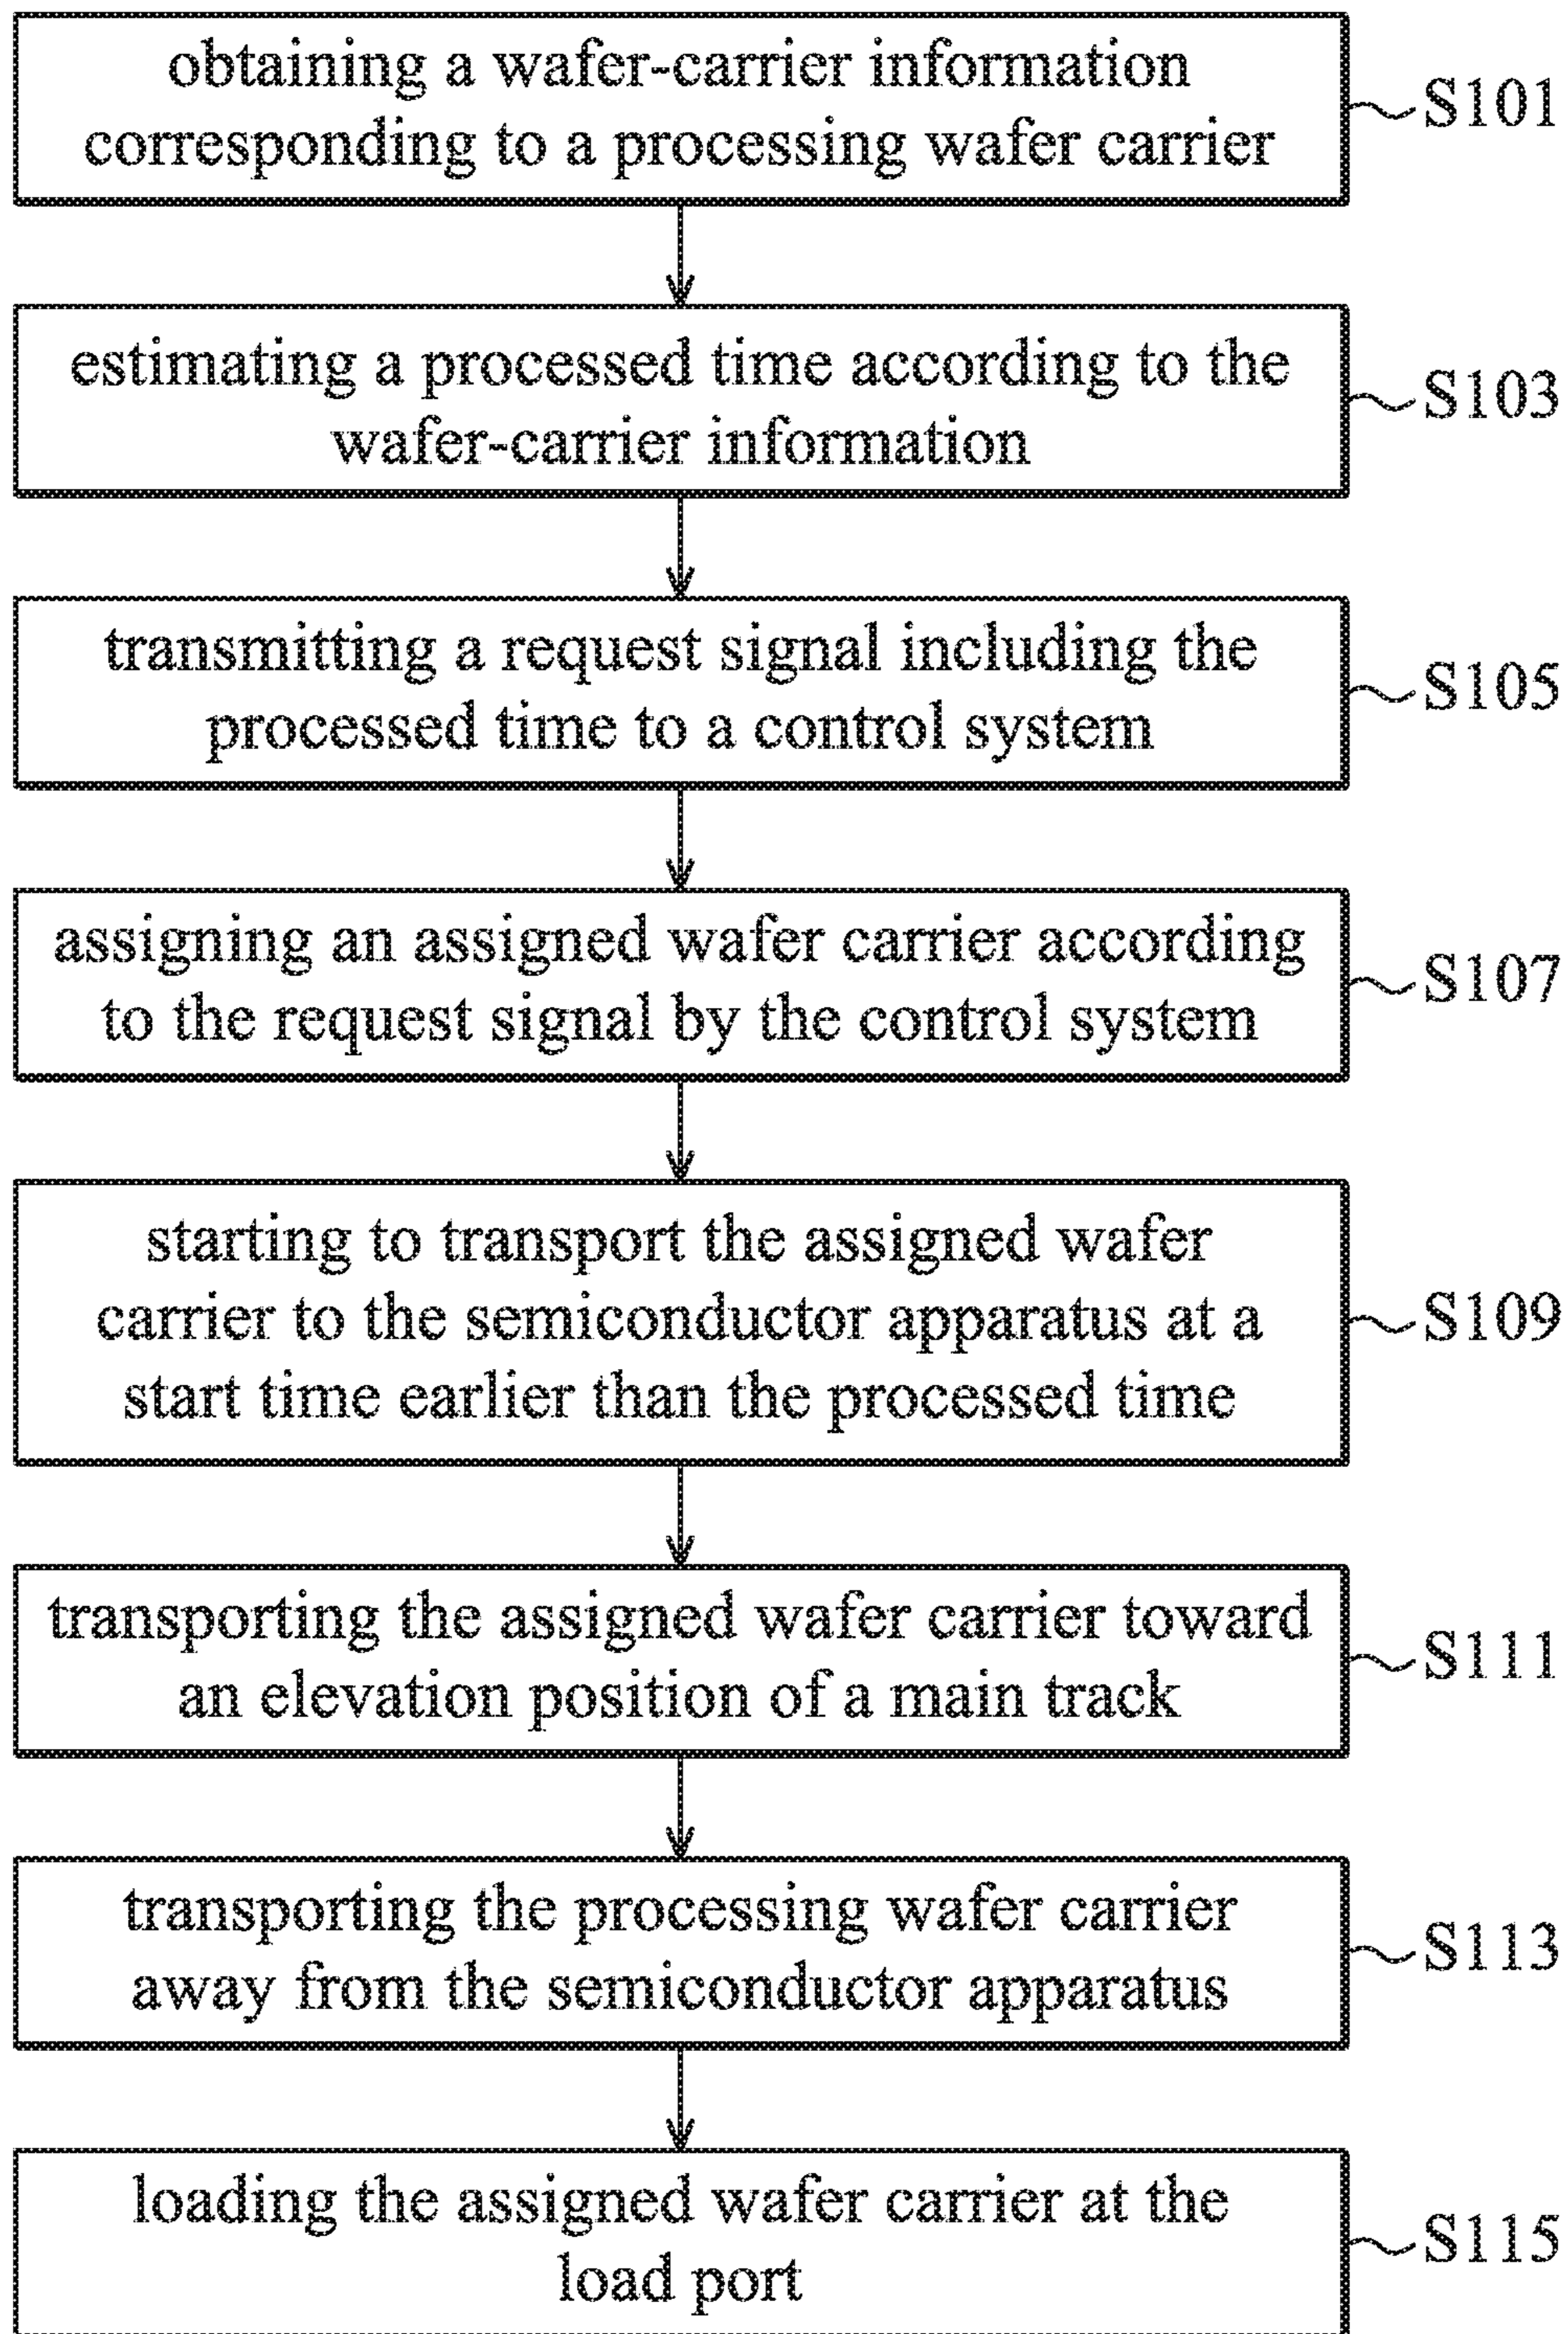 obtaining a wafer-carrier information
corresponding to a processing wafer carrier
S101
estimating a processed time according to the
wafer-carrier information
S103
transmitting a request signal including the
processed time to a control system
S105
assigning an assigned wafer carrier according
to the request signal by the control system
S107
starting to transport the assigned wafer
carrier to the semiconductor apparatus at a
start time earlier than the processed time
S109
transporting the assigned wafer carrier toward
an elevation position of a main track
S111
transporting the processing wafer carrier
away from the semiconductor apparatus
S113
loading the assigned wafer carrier at the
load port
S115